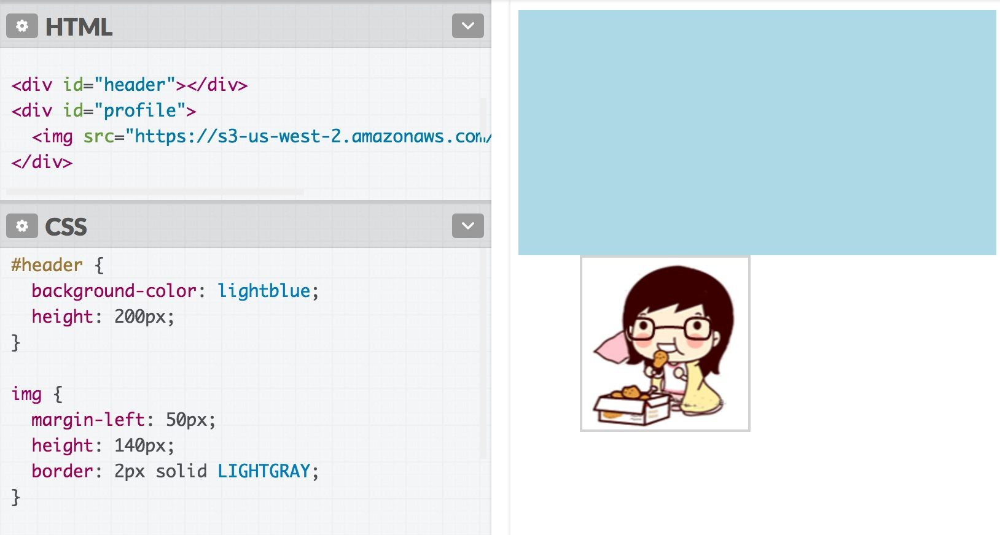 HTML
<div id="header"></div>
<div id="profile">
<img src="https://s3-us-west-2.amazonaws.com/
</div>
CSS
#header {
background-color: lightblue;
height: 200px;
}
img {
margin-left: 50px;
height: 140px;
border: 2px solid LIGHTGRAY;
}